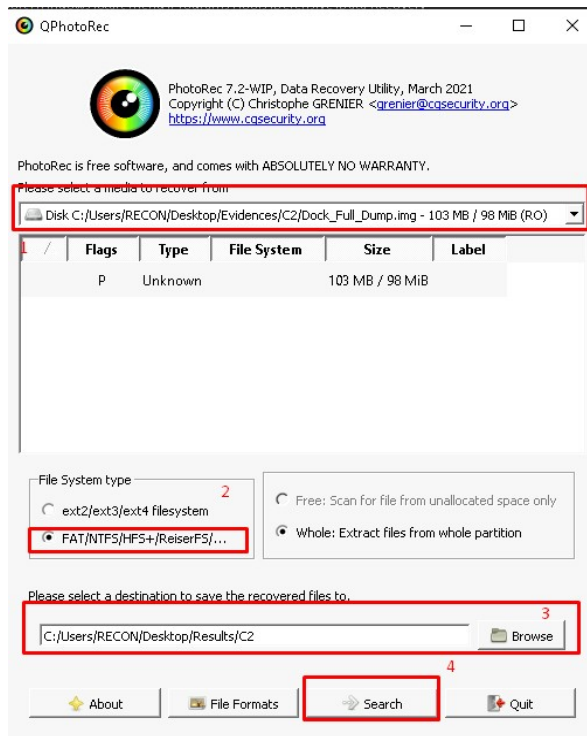 QPhotoRec
PhotoRec 7.2-WIP, Data Recovery Utility, March 2021
Copyright (C) Christophe GRENIER <grenier@cgsecurity.org>
https://www.cgsecurity.org
PhotoRec is free software, and comes with ABSOLUTELY NO WARRANTY.
Please select a media to recover from
Disk C:/Users/RECON/Desktop/Evidences/C2/Dock_Full_Dump.img - 103 MB / 98 MiB (RO)
1 / Flags Type File System Size Label
P Unknown 103 MB / 98 MiB
File System type
2
ext2/ext3/ext4 filesystem
FAT/NTFS/HFS+/ReiserFS/...
Free: Scan for file from unallocated space only
Whole: Extract files from whole partition
Please select a destination to save the recovered files to.
3
C:/Users/RECON/Desktop/Results/C2 Browse
4
About File Formats Search Quit